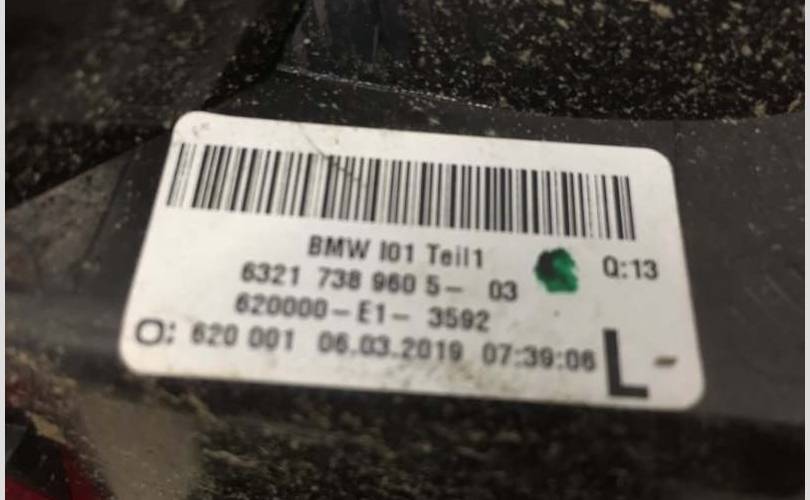 BMW I01 Teil1
Q:13
6321 738 960 5- 03
620000-E1- 3592
O: 620 001 06.03.2019 07:39:06
L